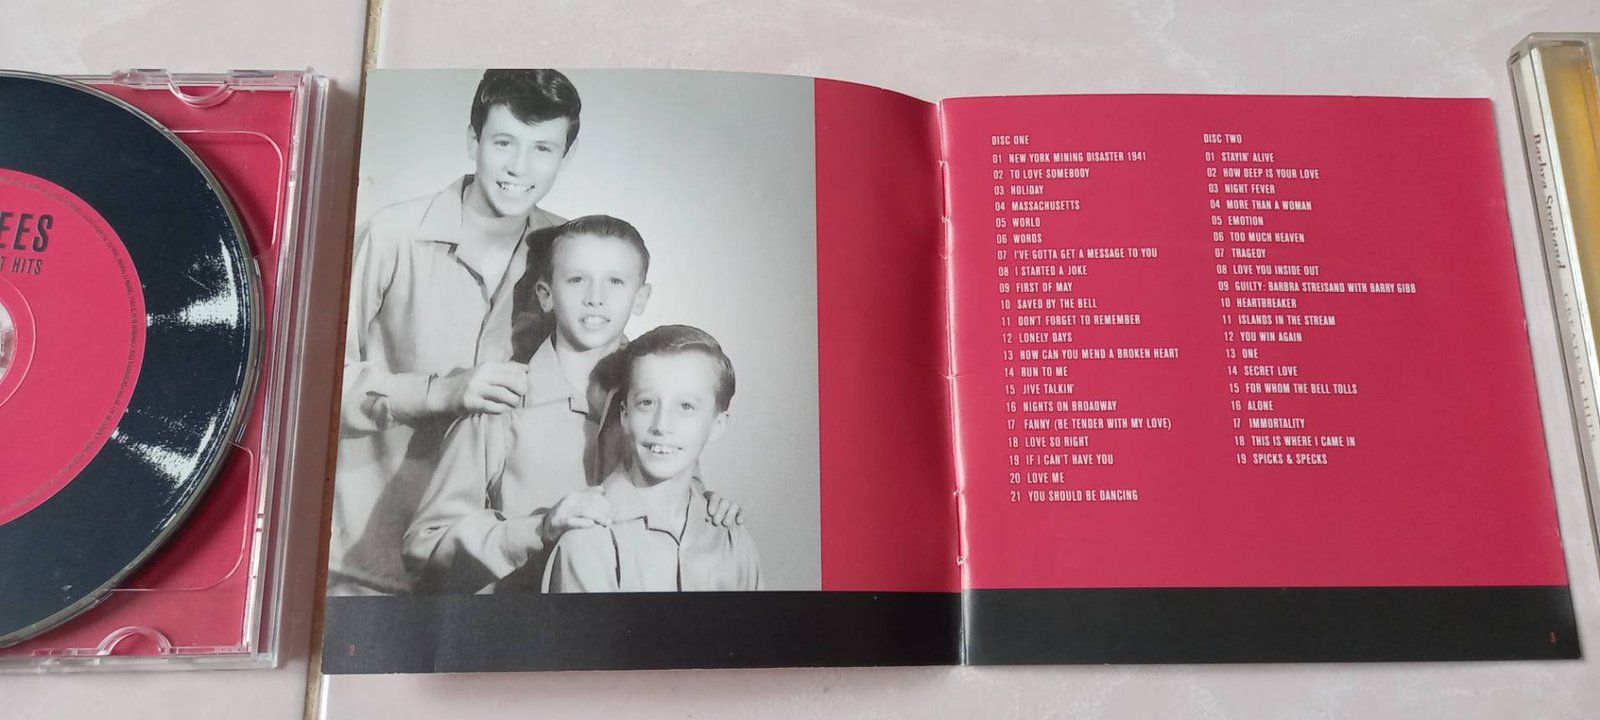 EES
T HITS
2
DISC ONE
01 NEW YORK MINING DISASTER 1941
02 TO LOVE SOMEBODY
03 HOLIDAY
04 MASSACHUSETTS
05 WORLD
06 WORDS
07 I'VE GOTTA GET A MESSAGE TO YOU
08 I STARTED A JOKE
09 FIRST OF MAY
10 SAVED BY THE BELL
11 DON'T FORGET TO REMEMBER
12 LONELY DAYS
13 HOW CAN YOU MEND A BROKEN HEART
14 RUN TO ME
15 JIVE TALKIN'
16 NIGHTS ON BROADWAY
17 FANNY (BE TENDER WITH MY LOVE)
18 LOVE SO RIGHT
19 IF I CAN'T HAVE YOU
20 LOVE ME
21 YOU SHOULD BE DANCING
DISC TWO
01 STAYIN' ALIVE
02 HOW DEEP IS YOUR LOVE
03 NIGHT FEVER
04 MORE THAN A WOMAN
05 EMOTION
06 TOO MUCH HEAVEN
07 TRAGEDY
08 LOVE YOU INSIDE OUT
09 GUILTY: BARBRA STREISAND WITH BARRY GIBB
10 HEARTBREAKER
11 ISLANDS IN THE STREAM
12 YOU WIN AGAIN
13 ONE
14 SECRET LOVE
15 FOR WHOM THE BELL TOLLS
16 ALONE
17 IMMORTALITY
18 THIS IS WHERE I CAME IN
19 SPICKS & SPECKS
3
Barbra Streisand GREATEST HITS